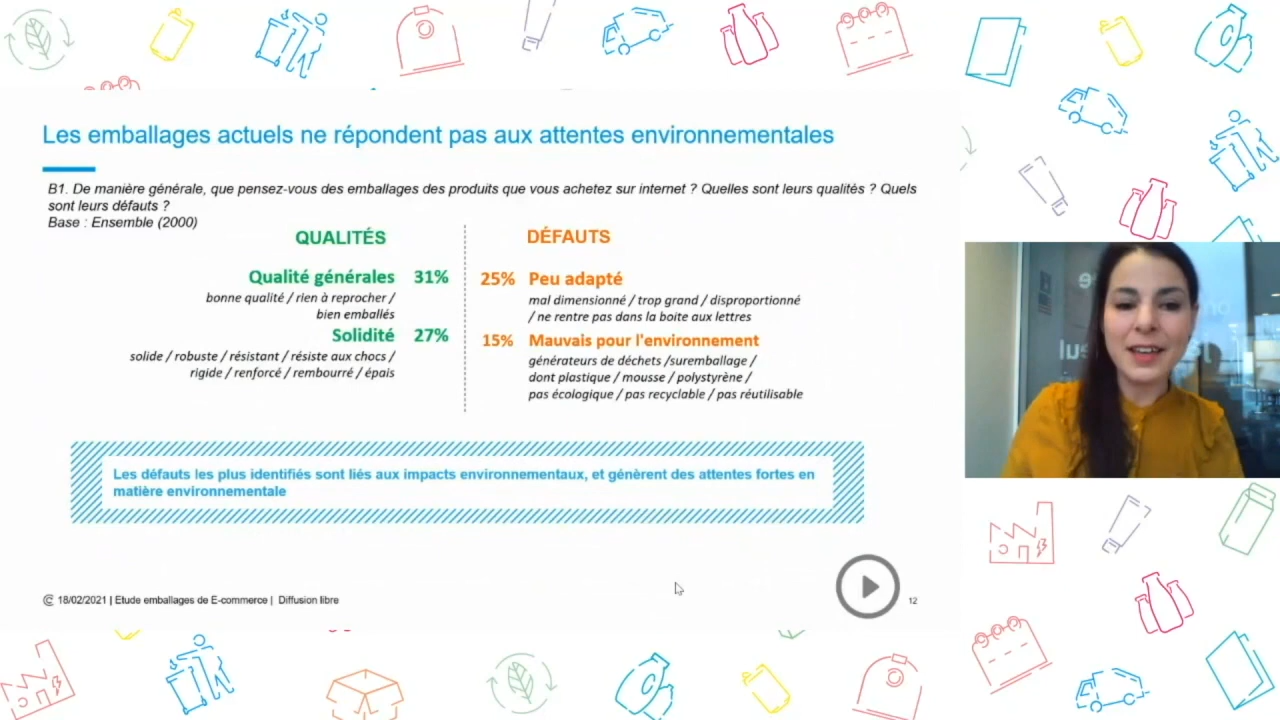 Les emballages actuels ne répondent pas aux attentes environnementales
B1. De manière générale, que pensez-vous des emballages des produits que vous achetez sur internet ? Quelles sont leurs qualités ? Quels
sont leurs défauts ?
Base : Ensemble (2000)
QUALITÉS
Qualité générales 31%
bonne qualité / rien à reprocher /
bien emballés
Solidité 27%
solide / robuste / résistant / résiste aux chocs /
rigide / renforcé / rembourré / épais
DÉFAUTS
25% Peu adapté
mal dimensionné / trop grand / disproportionné
/ ne rentre pas dans la boite aux lettres
15% Mauvais pour l'environnement
générateurs de déchets /suremballage /
dont plastique / mousse / polystyrène /
pas écologique / pas recyclable / pas réutilisable
Les défauts les plus identifiés sont liés aux impacts environnementaux, et génèrent des attentes fortes en
matière environnementale
18/02/2021 | Etude emballages de E-commerce | Diffusion libre
12